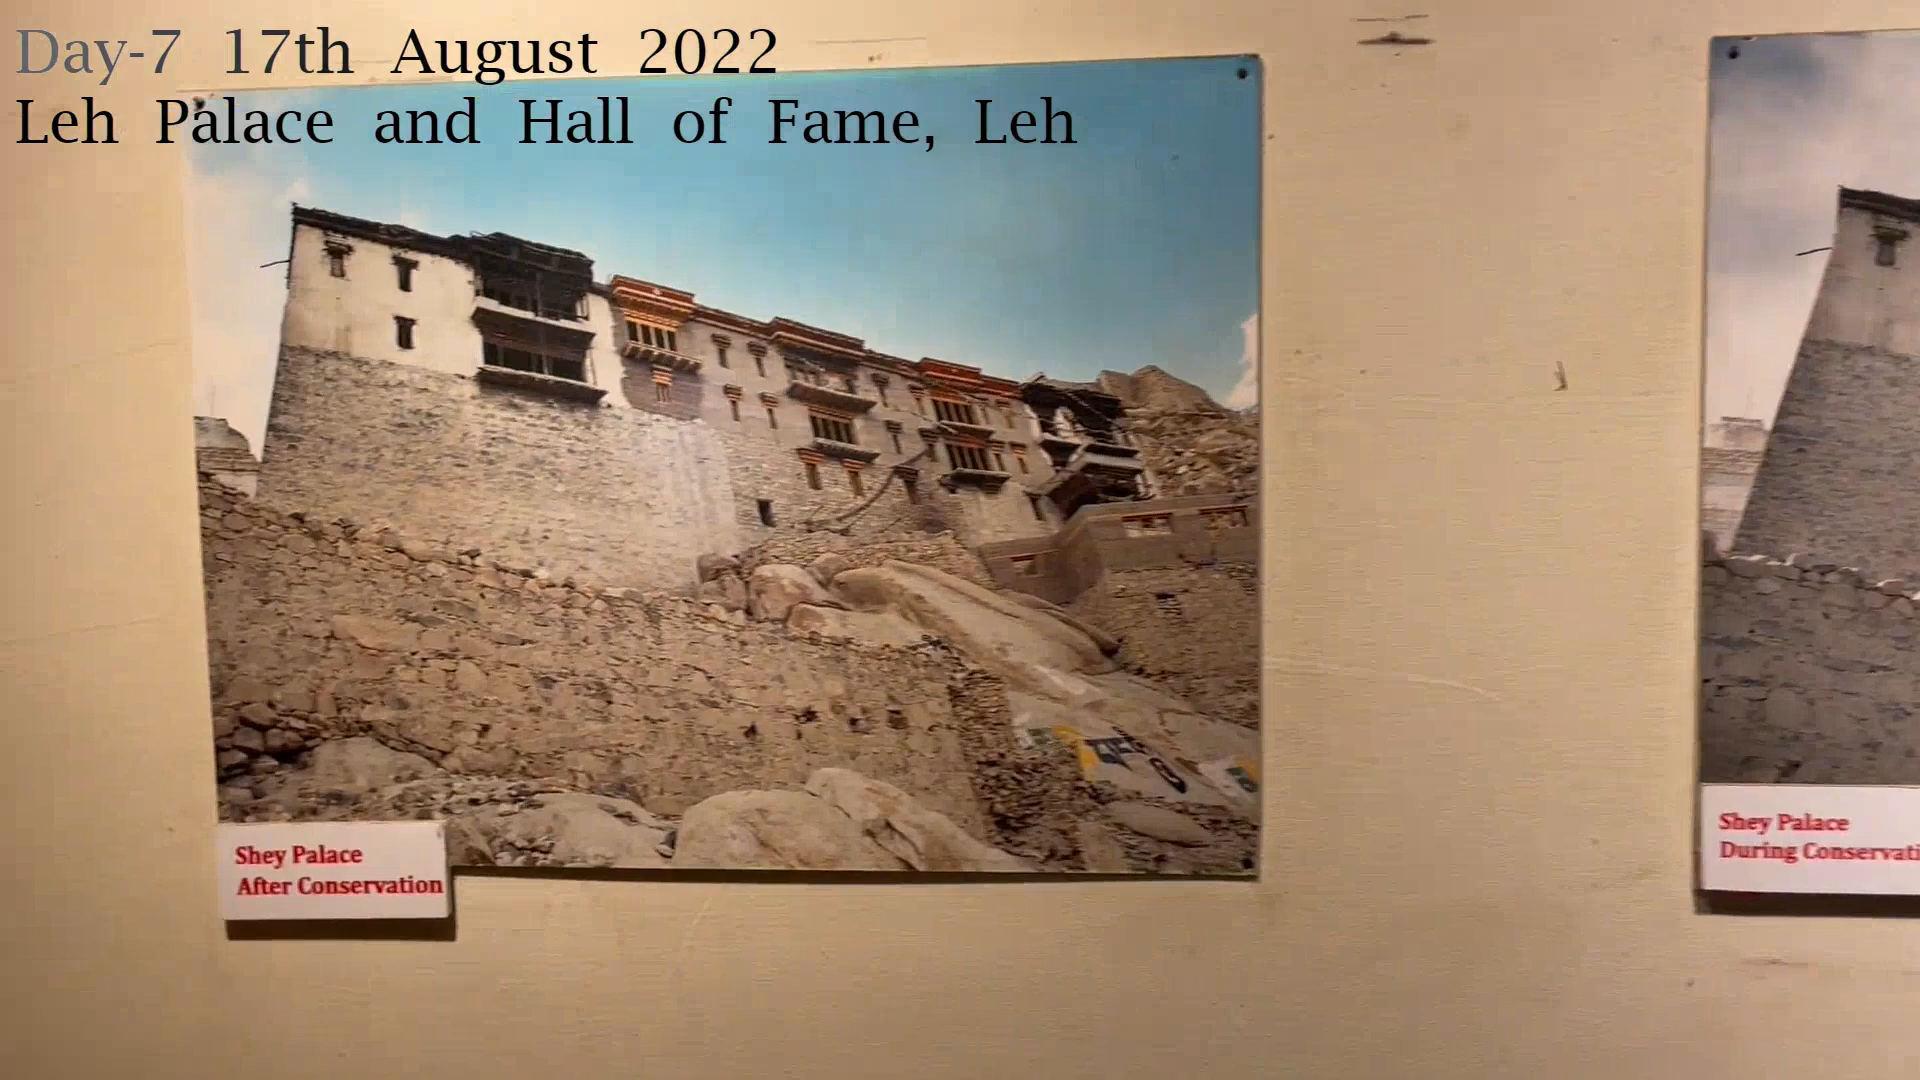 Day-7 17th August 2022
Leh Palace and Hall of Fame, Leh
Shey Palace
After Conservation
Shey Palace
During Conservati